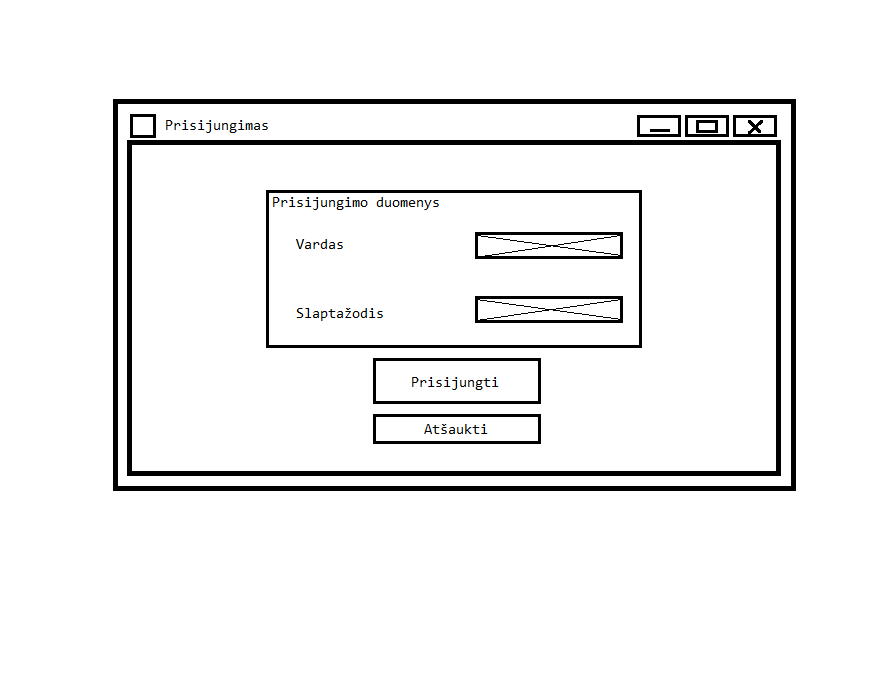 Prisijungimas
Prisijungimo duomenys
Vardas
Slaptažodis
Prisijungti
Atšaukti